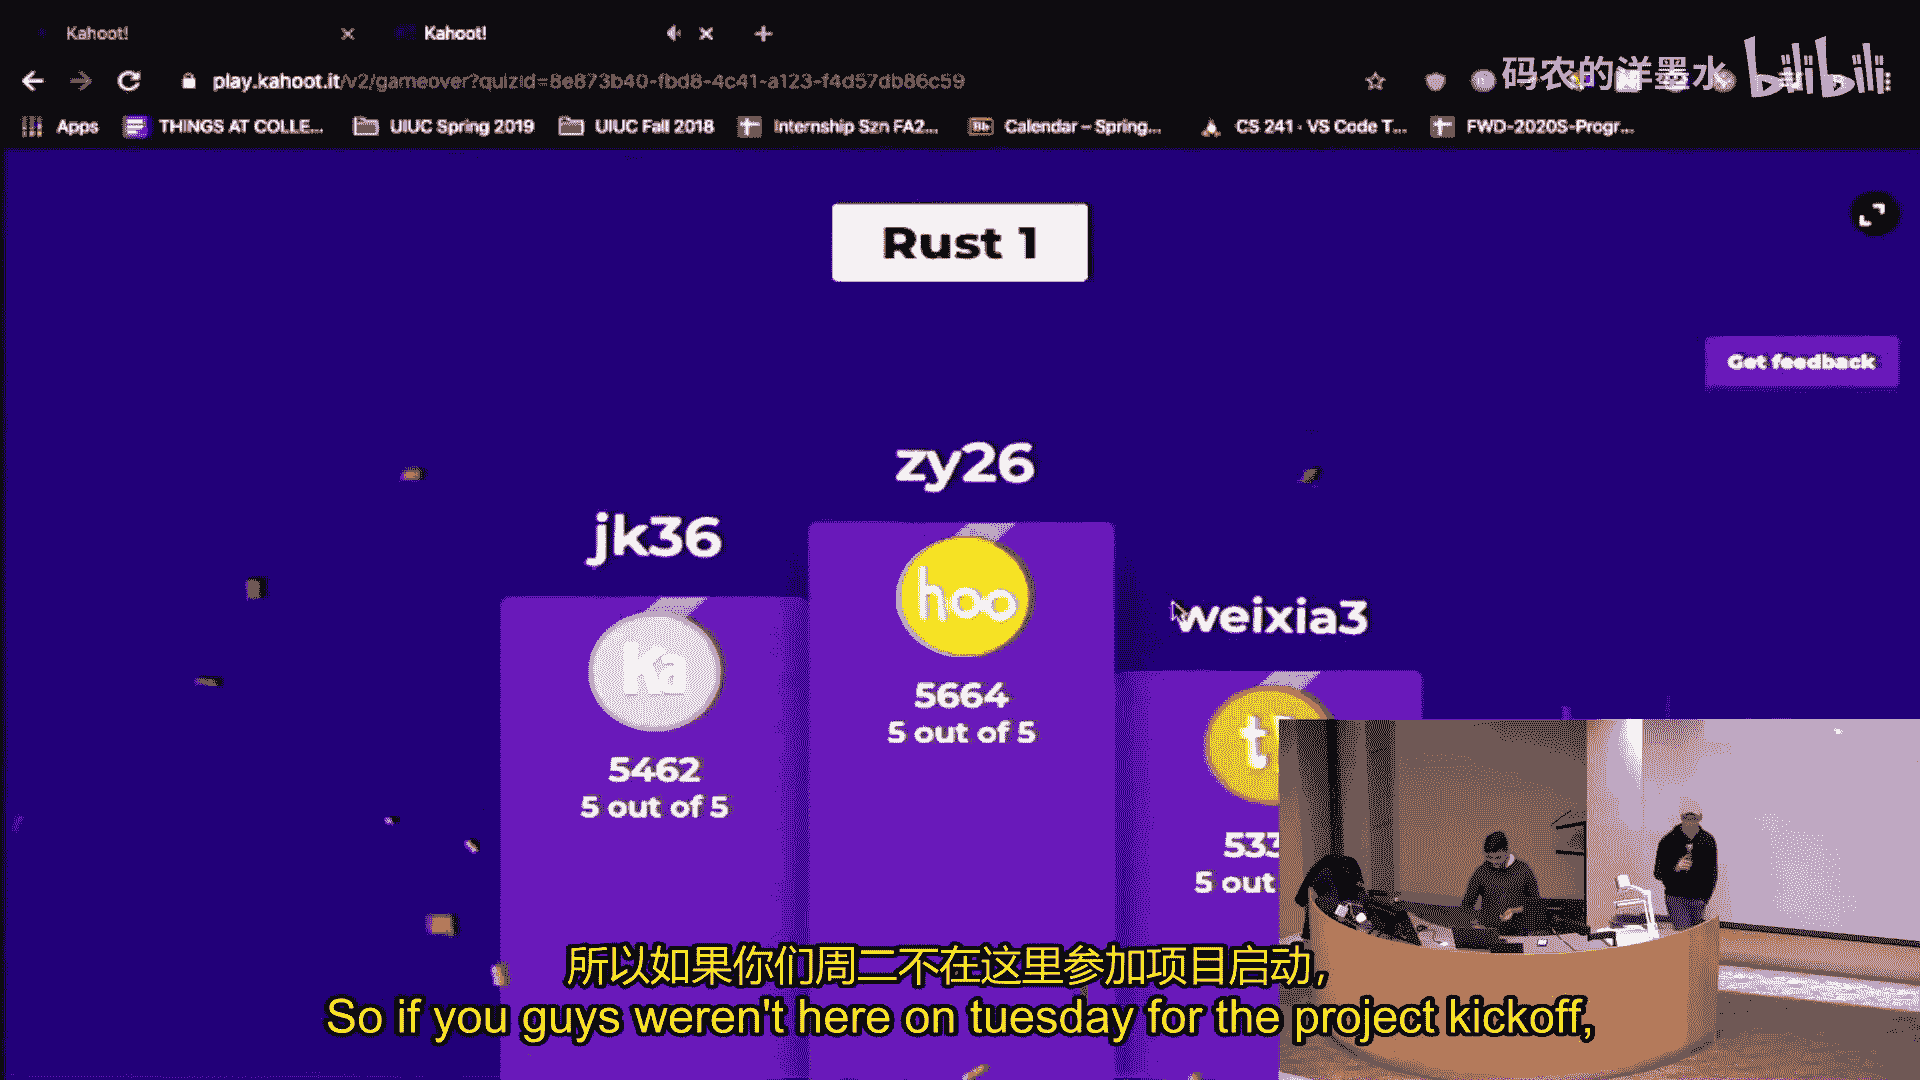 Kahoot!
Kahoot!
play.kahoot.it/v2/gameover?quizid=8e873b40-fbd8-4c41-a123-f4d57db86c59
码农的洋墨水 bilibili
Apps THINGS AT COLLE... UIUC Spring 2019 UIUC Fall 2018 Internship Szn FA2... Calendar – Spring... CS 241 · VS Code T... FWD-2020S-Progr...
Rust 1
Get feedback
zy26
jk36
weixia3
hoo
ka
t
5664
5 out of 5
5462
5 out of 5
533
5 out
所以如果你们周二不在这里参加项目启动，
So if you guys weren't here on tuesday for the project kickoff,